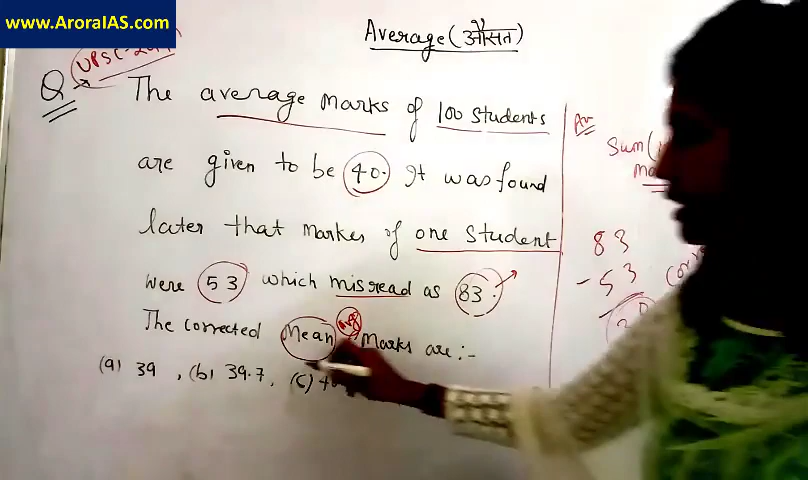 www.AroraIAS.com
Average (औसत)
UPSC-
Q → The average marks of 100 students
are given to be 40. It was found
later that markes of one student
were 53 which misread as 83.
The corrected Mean Marks are :-
(a) 39 , (b) 39.7, (c) 40
Sum(
83
- 53